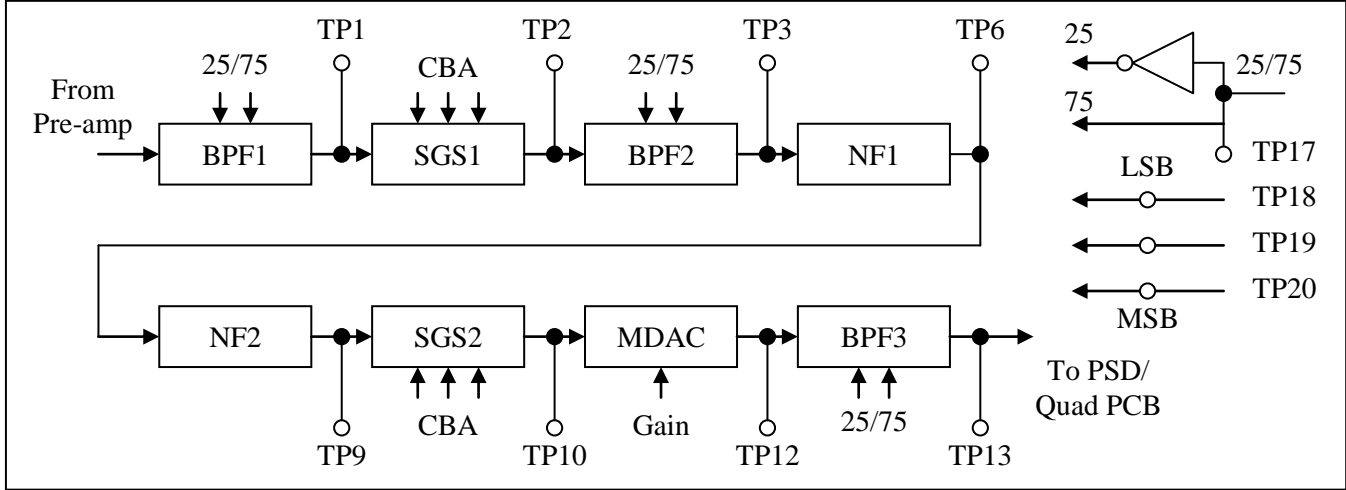 TP1
TP2
TP3
TP6
25
25/75
CBA
25/75
25/75
From
Pre-amp
75
BPF1
SGS1
BPF2
NF1
TP17
LSB
TP18
TP19
TP20
MSB
NF2
SGS2
MDAC
BPF3
To PSD/
Quad PCB
CBA
Gain
25/75
TP9
TP10
TP12
TP13